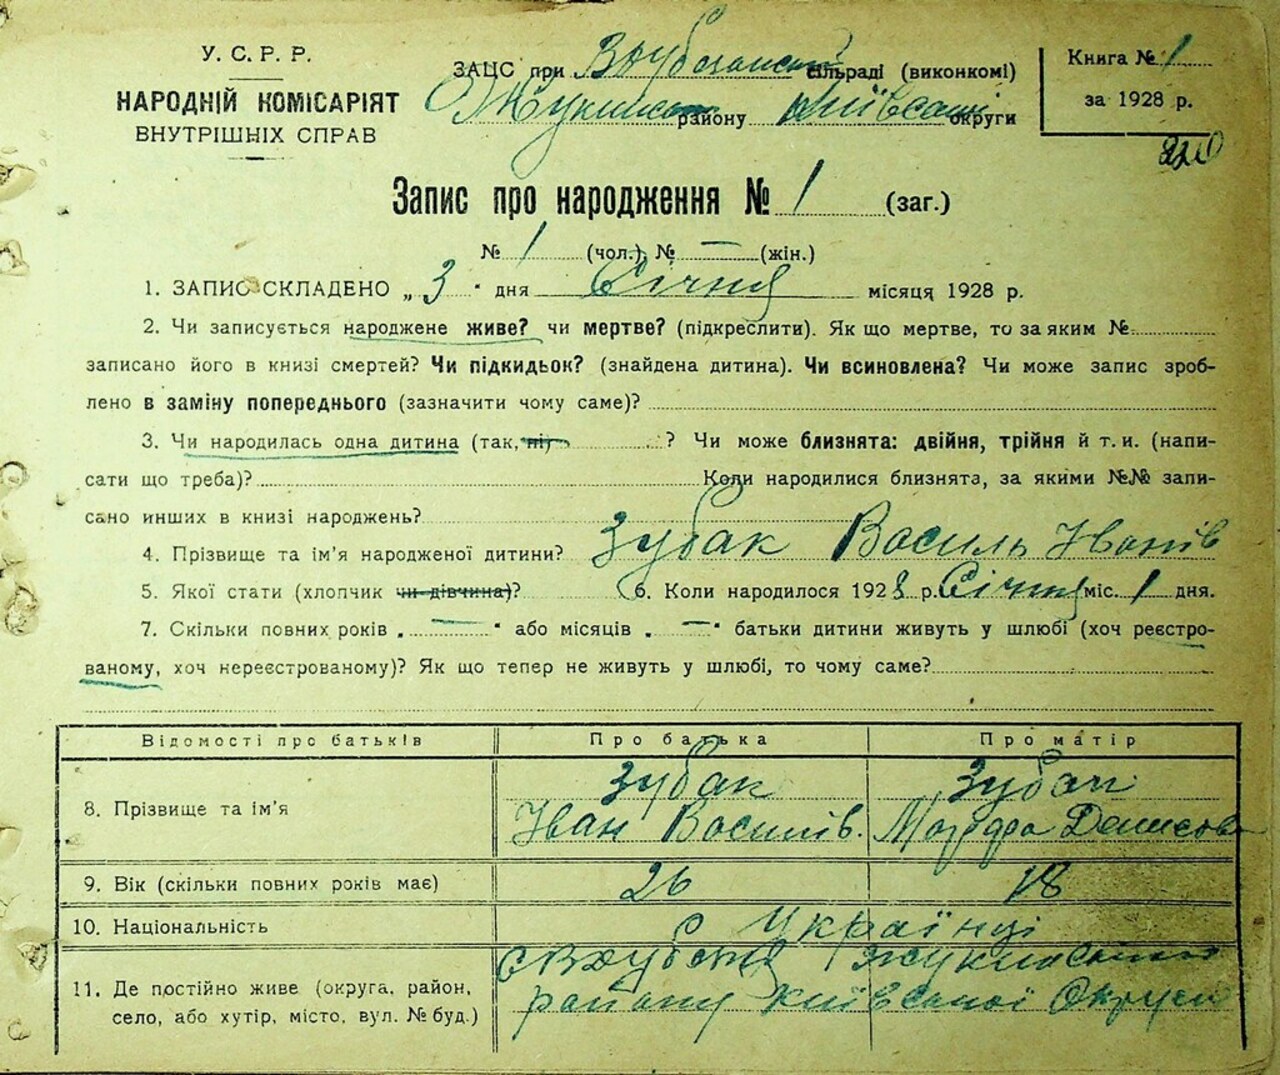 У. С. Р. Р.
НАРОДНІЙ КОМІСАРІЯТ
ВНУТРІШНІХ СПРАВ
ЗАЦС при сільраді (виконкомі)
району Київської округи
Книга № 1
за 1928 р.
Запис про народження № 1 (заг.)
№ 1 (чол.), № — (жін.)
1. ЗАПИС СКЛАДЕНО „ 3 " дня Січня місяця 1928 р.
2. Чи записується народжене живе? чи мертве? (підкреслити). Як що мертве, то за яким №
записано його в книзі смертей? Чи підкидьок? (знайдена дитина). Чи всиновлена? Чи може запис зроб-
лено в заміну попереднього (зазначити чому саме)?
3. Чи народилась одна дитина (так, ні) ? Чи може близнята: двійня, трійня й т. и. (напи-
сати що треба)? Коли народилися близнята, за якими №№ запи-
сано инших в книзі народжень?
4. Прізвище та ім'я народженої дитини? Зубак Василь Іванів
5. Якої стати (хлопчик чи дівчина)? 6. Коли народилося 1928 р. Січня міс. 1 дня.
7. Скільки повних років „ — " або місяців „ — " батьки дитини живуть у шлюбі (хоч реєстро-
ваному, хоч нереєстрованому)? Як що тепер не живуть у шлюбі, то чому саме?
Відомості про батьків Про батька Про матір
8. Прізвище та ім'я Зубак Іван Василів. Зубак Денисов
9. Вік (скільки повних років має) 26 18
10. Національність Українці
11. Де постійно живе (округа, район,
село, або хутір, місто, вул. № буд.) району Київської Округи